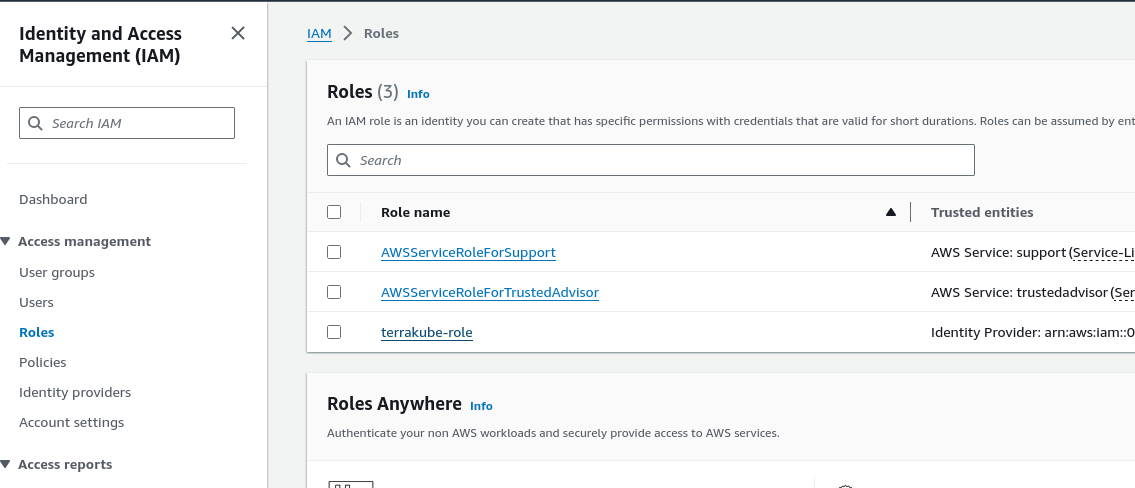 Identity and Access
Management (IAM)
Search IAM
Dashboard
Access management
User groups
Users
Roles
Policies
Identity providers
Account settings
Access reports
IAM > Roles
Roles (3) Info
An IAM role is an identity you can create that has specific permissions with credentials that are valid for short durations. Roles can be assumed by ent
Search
Role name Trusted entities
AWSServiceRoleForSupport AWS Service: support (Service-Li
AWSServiceRoleForTrustedAdvisor AWS Service: trustedadvisor (Ser
terrakube-role Identity Provider: arn:aws:iam::0
Roles Anywhere Info
Authenticate your non AWS workloads and securely provide access to AWS services.